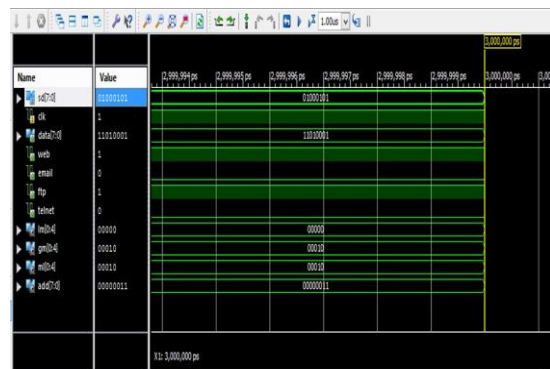 1.00us
3,000,000 ps
Name Value 2,999,994 ps 2,999,995 ps 2,999,996 ps 2,999,997 ps 2,999,998 ps 2,999,999 ps 3,000,000 ps
sd[7:0] 01000101 01000101
clk 1
data[7:0] 11010001 11010001
web 1
email 0
ftp 1
telnet 0
lm[0:4] 00000 00000
gm[0:4] 00010 00010
ml[0:4] 00010 00010
add[7:0] 00000011 00000011
X1: 3,000,000 ps